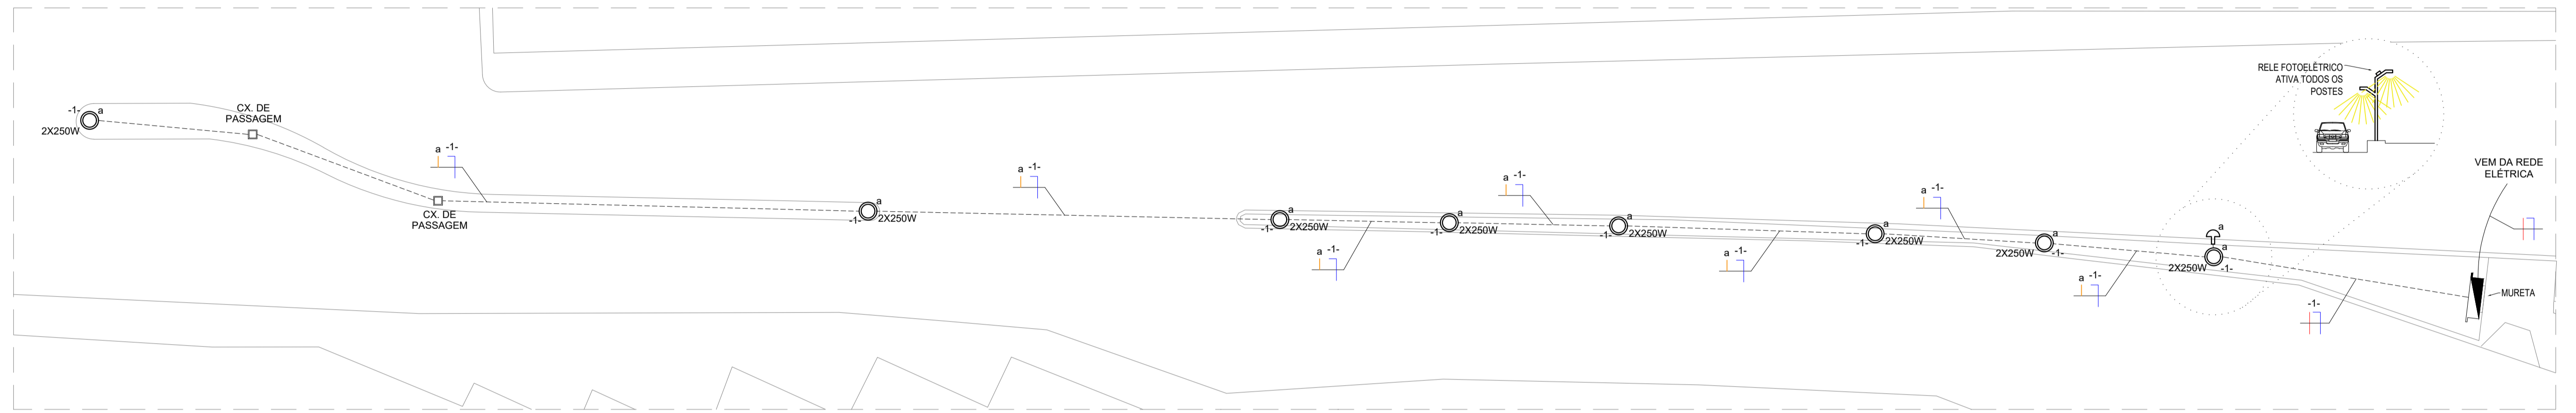 -1-
a
2X250W
CX. DE
PASSAGEM
a -1-
CX. DE
PASSAGEM
a
-1-
2X250W
a -1-
a
-1-
2X250W
a -1-
a
-1-
2X250W
a -1-
a
-1-
2X250W
a -1-
a
-1-
2X250W
a -1-
a
-1-
2X250W
a -1-
a
a
2X250W
-1-
-1-
RELE FOTOELÉTRICO
ATIVA TODOS OS
POSTES
VEM DA REDE
ELÉTRICA
MURETA